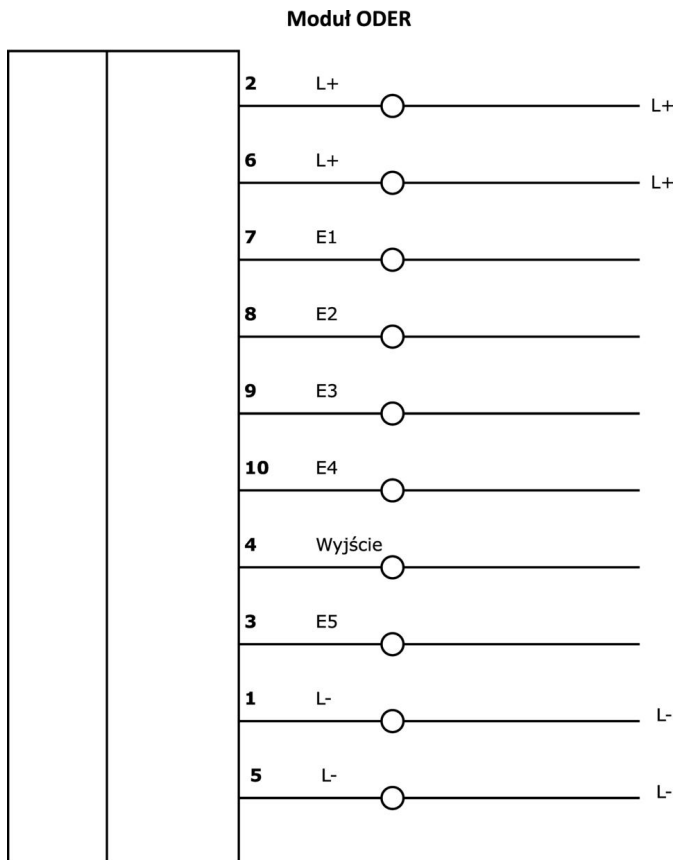 Moduł ODER
2 L+
L+
6 L+
L+
7 E1
8 E2
9 E3
10 E4
4 Wyjście
3 E5
1 L-
L-
5 L-
L-